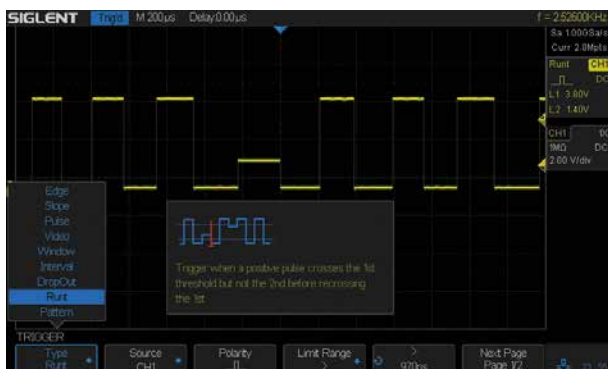 SIGLENT Trig'd M 200µs Delay:0.00µs f = 2.52600KHz
Sa 1.00GSa/s
Curr 2.0Mpts
Runt CH1
DC
L1 3.80V
L2 1.40V
CH1 DC
1MΩ DC
2.00 V/div
Edge
Slope
Pulse
Video
Window
Interval
DropOut
Runt
Pattern
Trigger when a positive pulse crosses the 1st
threshold but not the 2nd before recrossing
the 1st.
TRIGGER
Type Source Polarity Limit Range > Next Page
Runt CH1 970ns Page 1/2